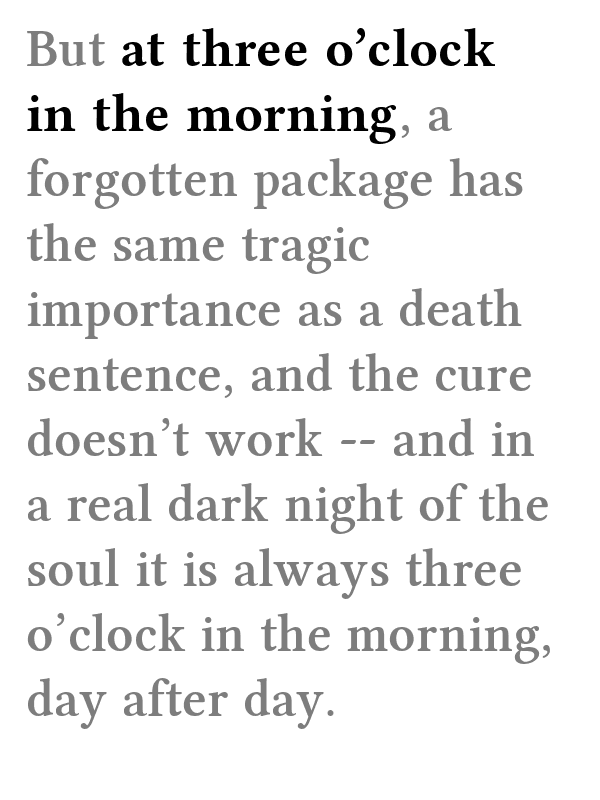 But at three o’clock
in the morning, a
forgotten package has
the same tragic
importance as a death
sentence, and the cure
doesn’t work -- and in
a real dark night of the
soul it is always three
o’clock in the morning,
day after day.